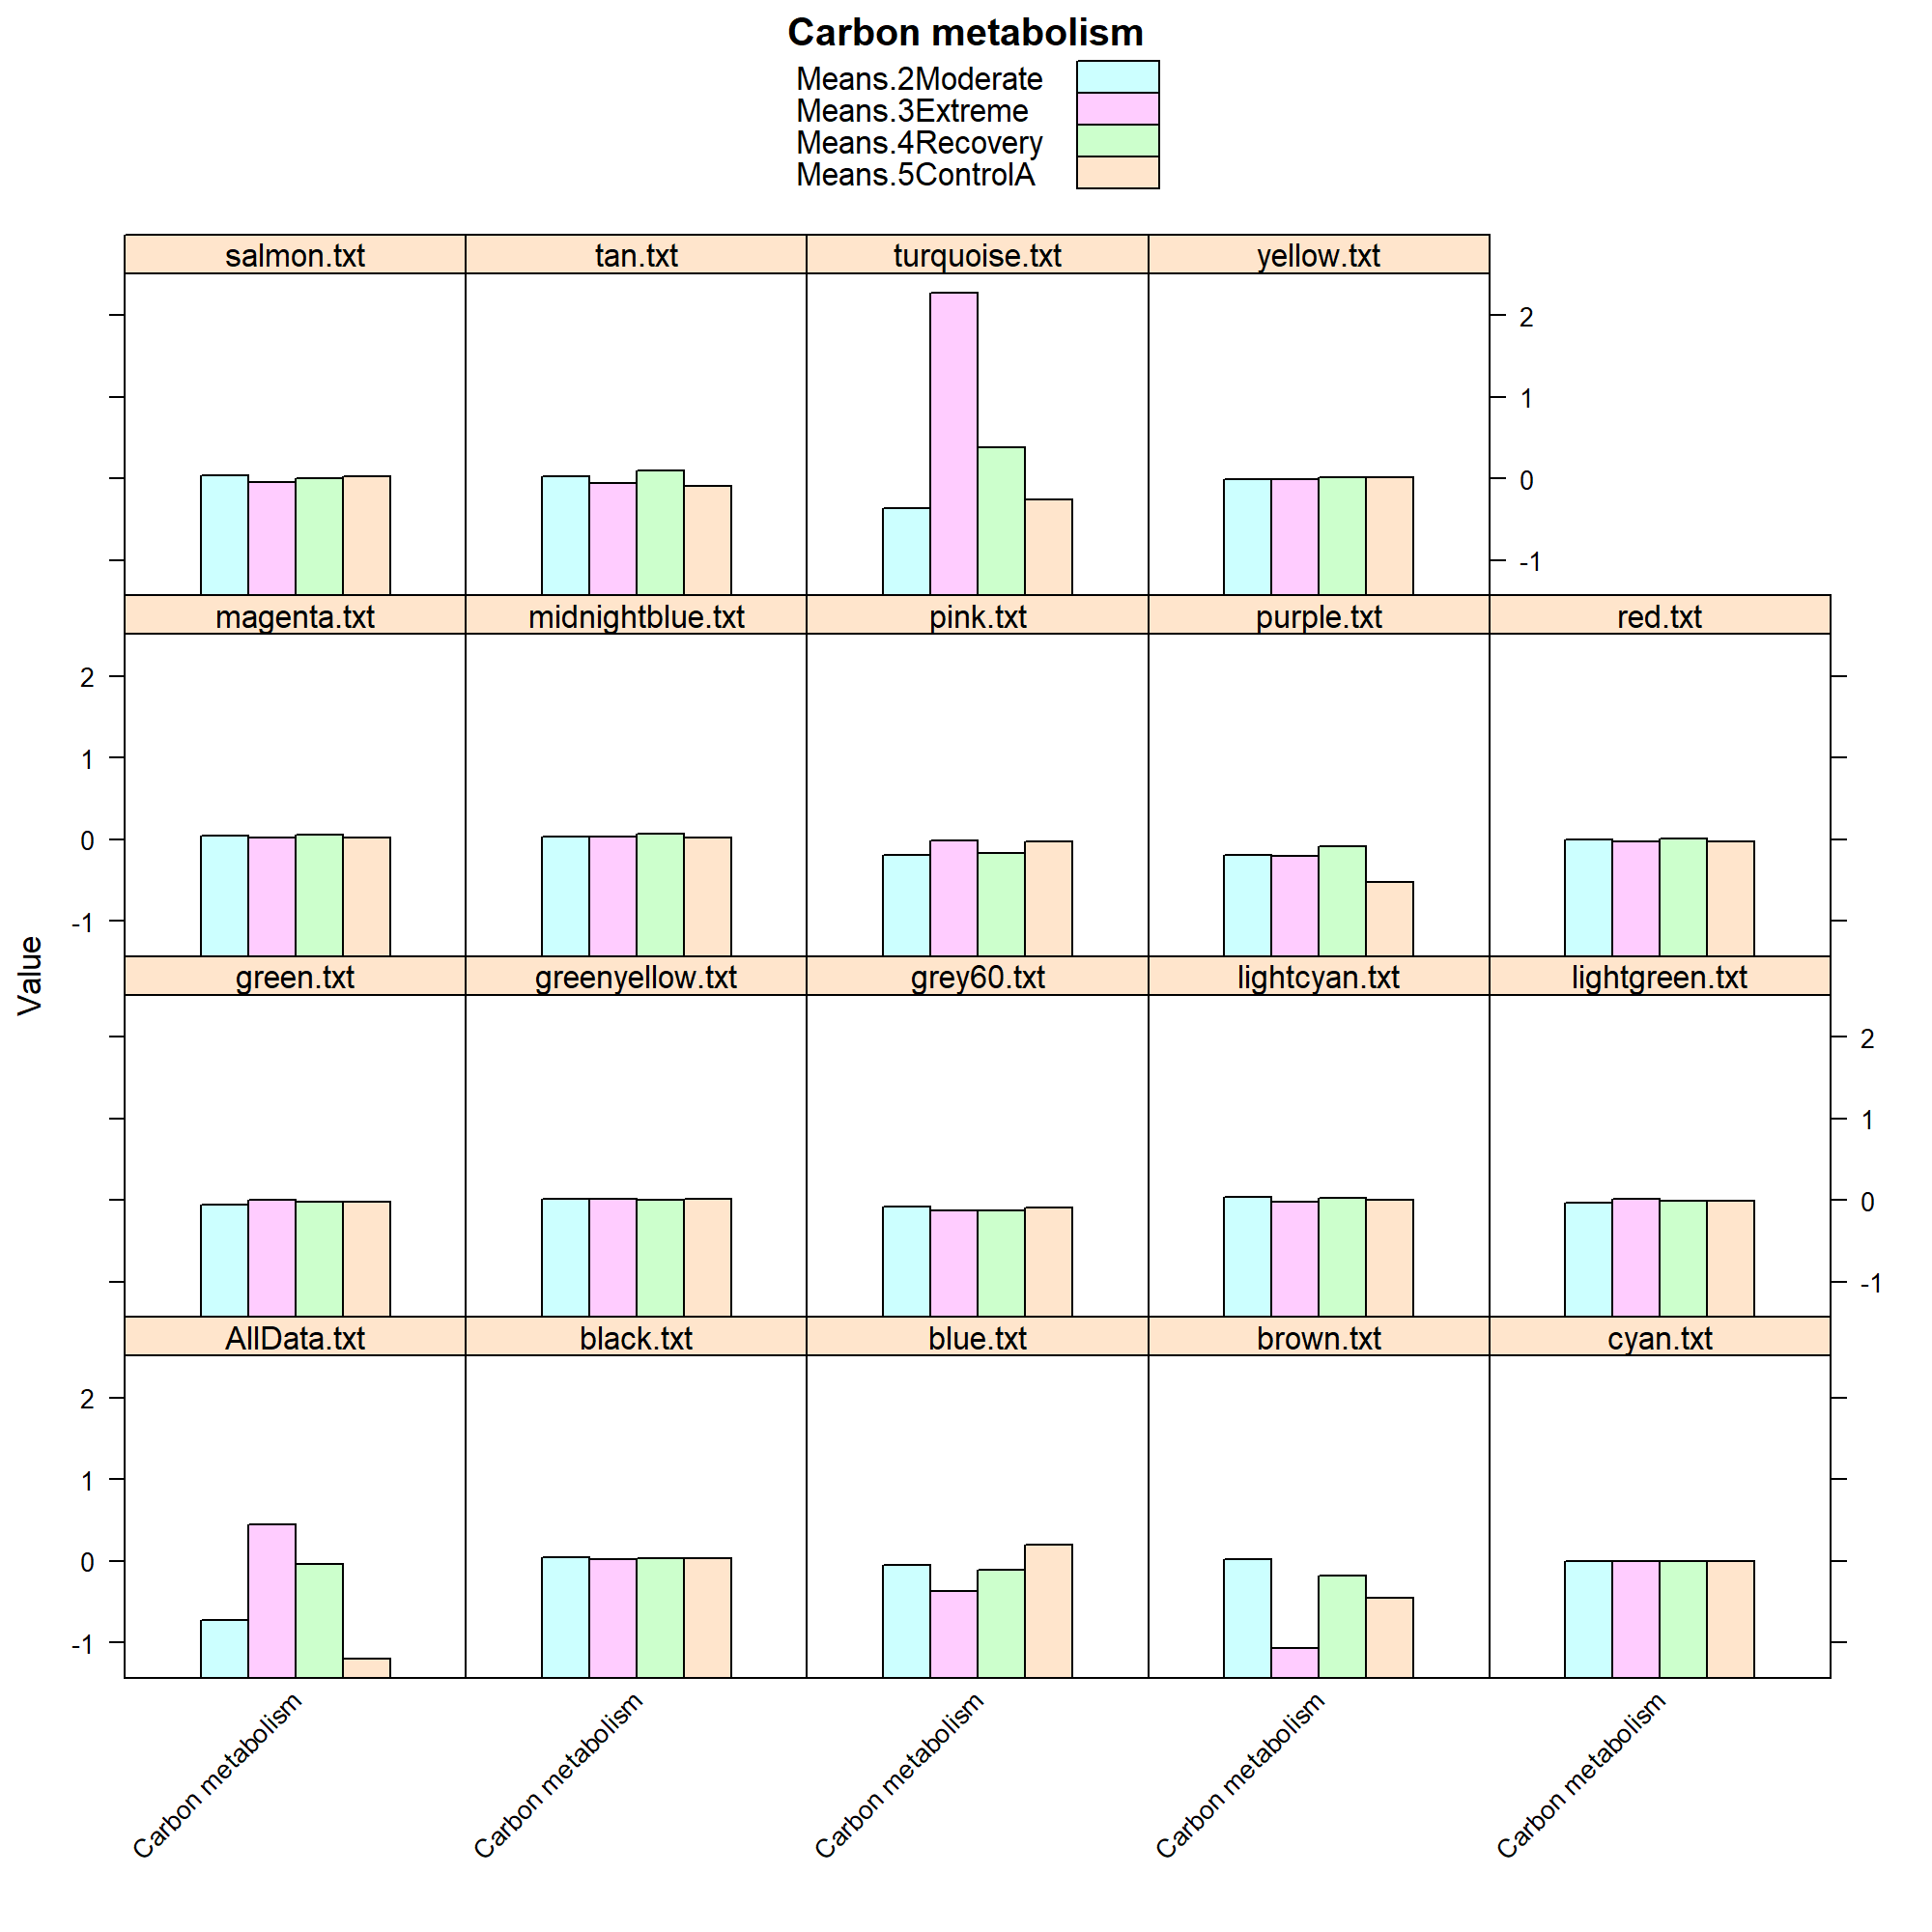 Carbon metabolism
Means.2Moderate
Means.3Extreme
Means.4Recovery
Means.5ControlA
salmon.txt tan.txt turquoise.txt yellow.txt
2
1
0
-1
magenta.txt midnightblue.txt pink.txt purple.txt red.txt
2
1
0
-1
Value
green.txt greenyellow.txt grey60.txt lightcyan.txt lightgreen.txt
2
1
0
-1
AllData.txt black.txt blue.txt brown.txt cyan.txt
2
1
0
-1
Carbon metabolism Carbon metabolism Carbon metabolism Carbon metabolism Carbon metabolism